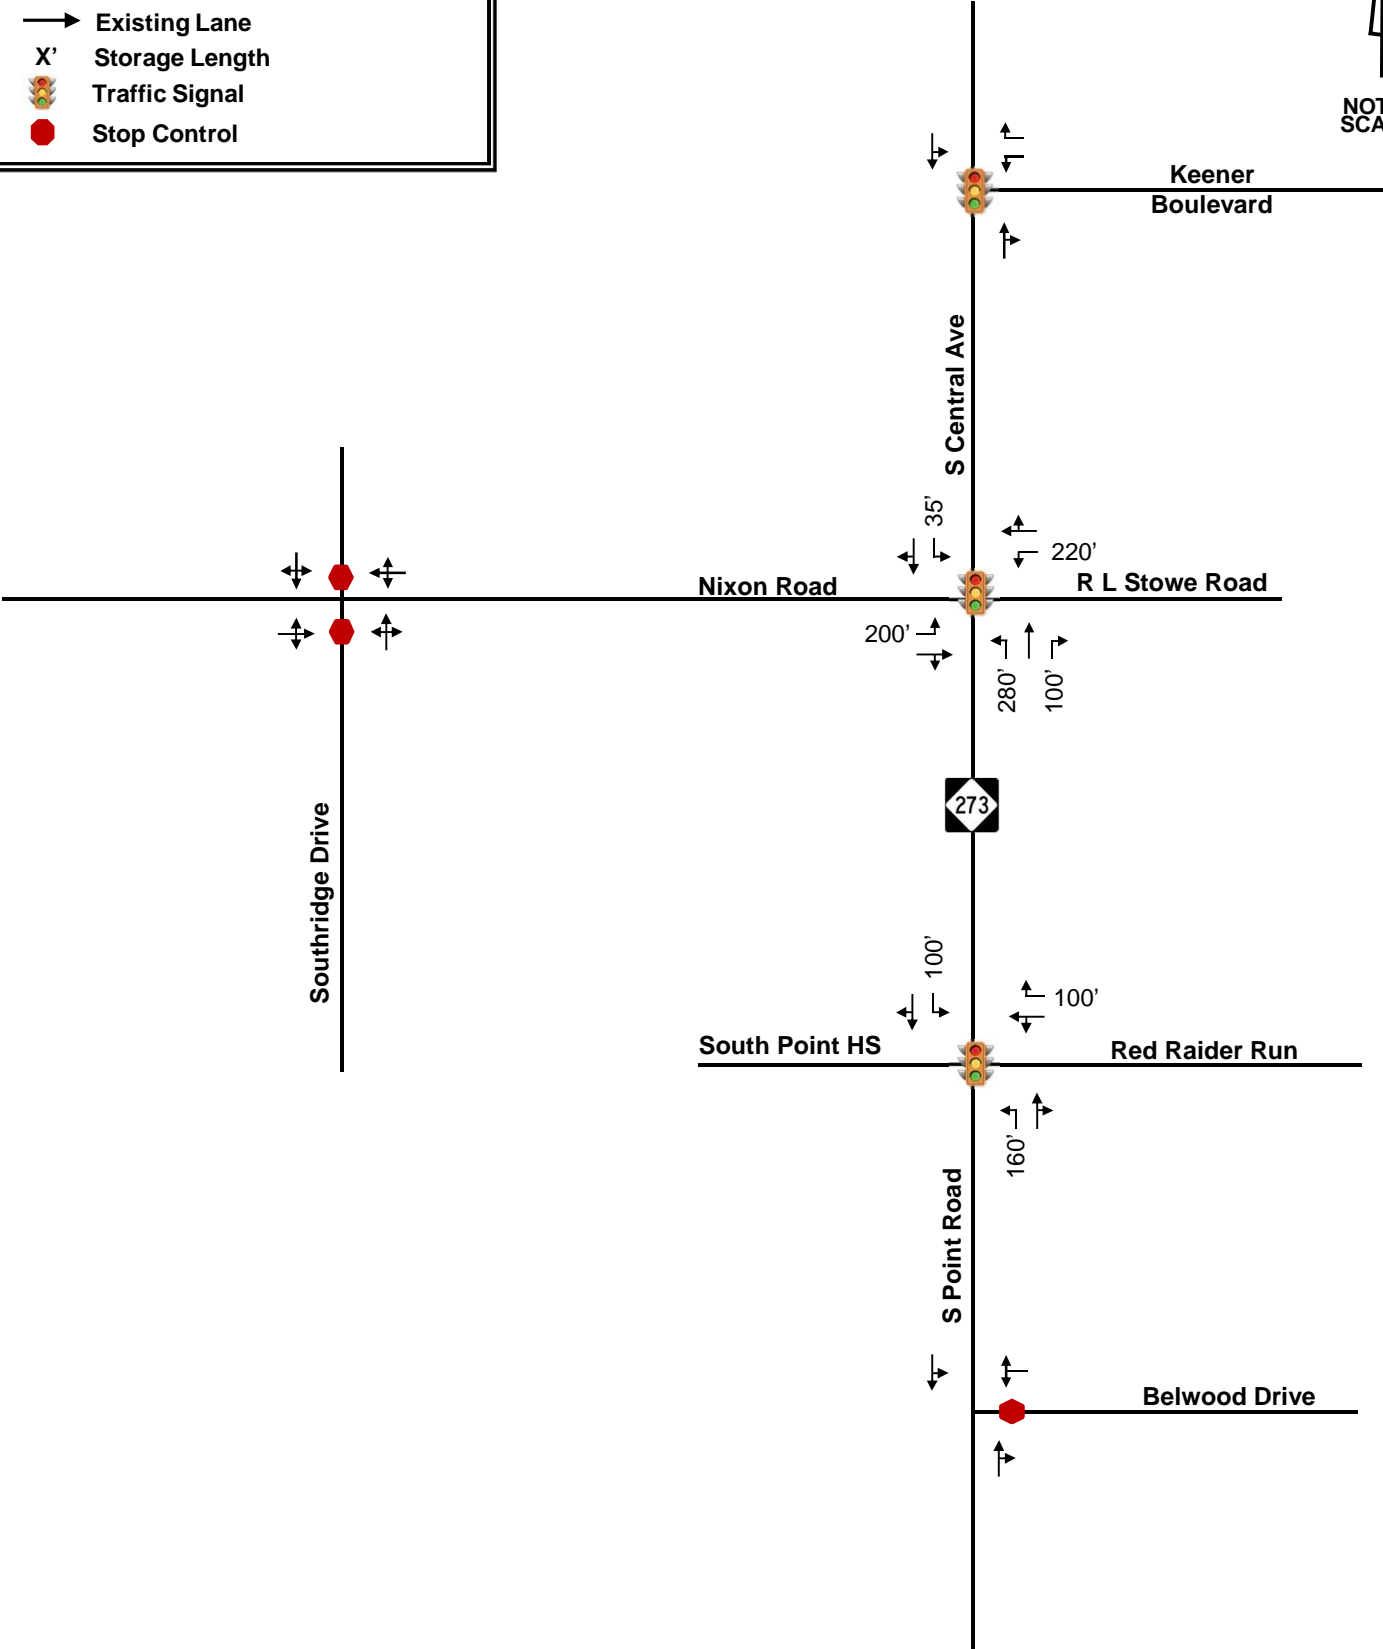 Existing Lane
X' Storage Length
Traffic Signal
Stop Control
Keener
Boulevard
S Central Ave
35'
220'
Nixon Road
R L Stowe Road
200'
280'
100'
273
Southridge Drive
100'
100'
South Point HS
Red Raider Run
160'
S Point Road
Belwood Drive